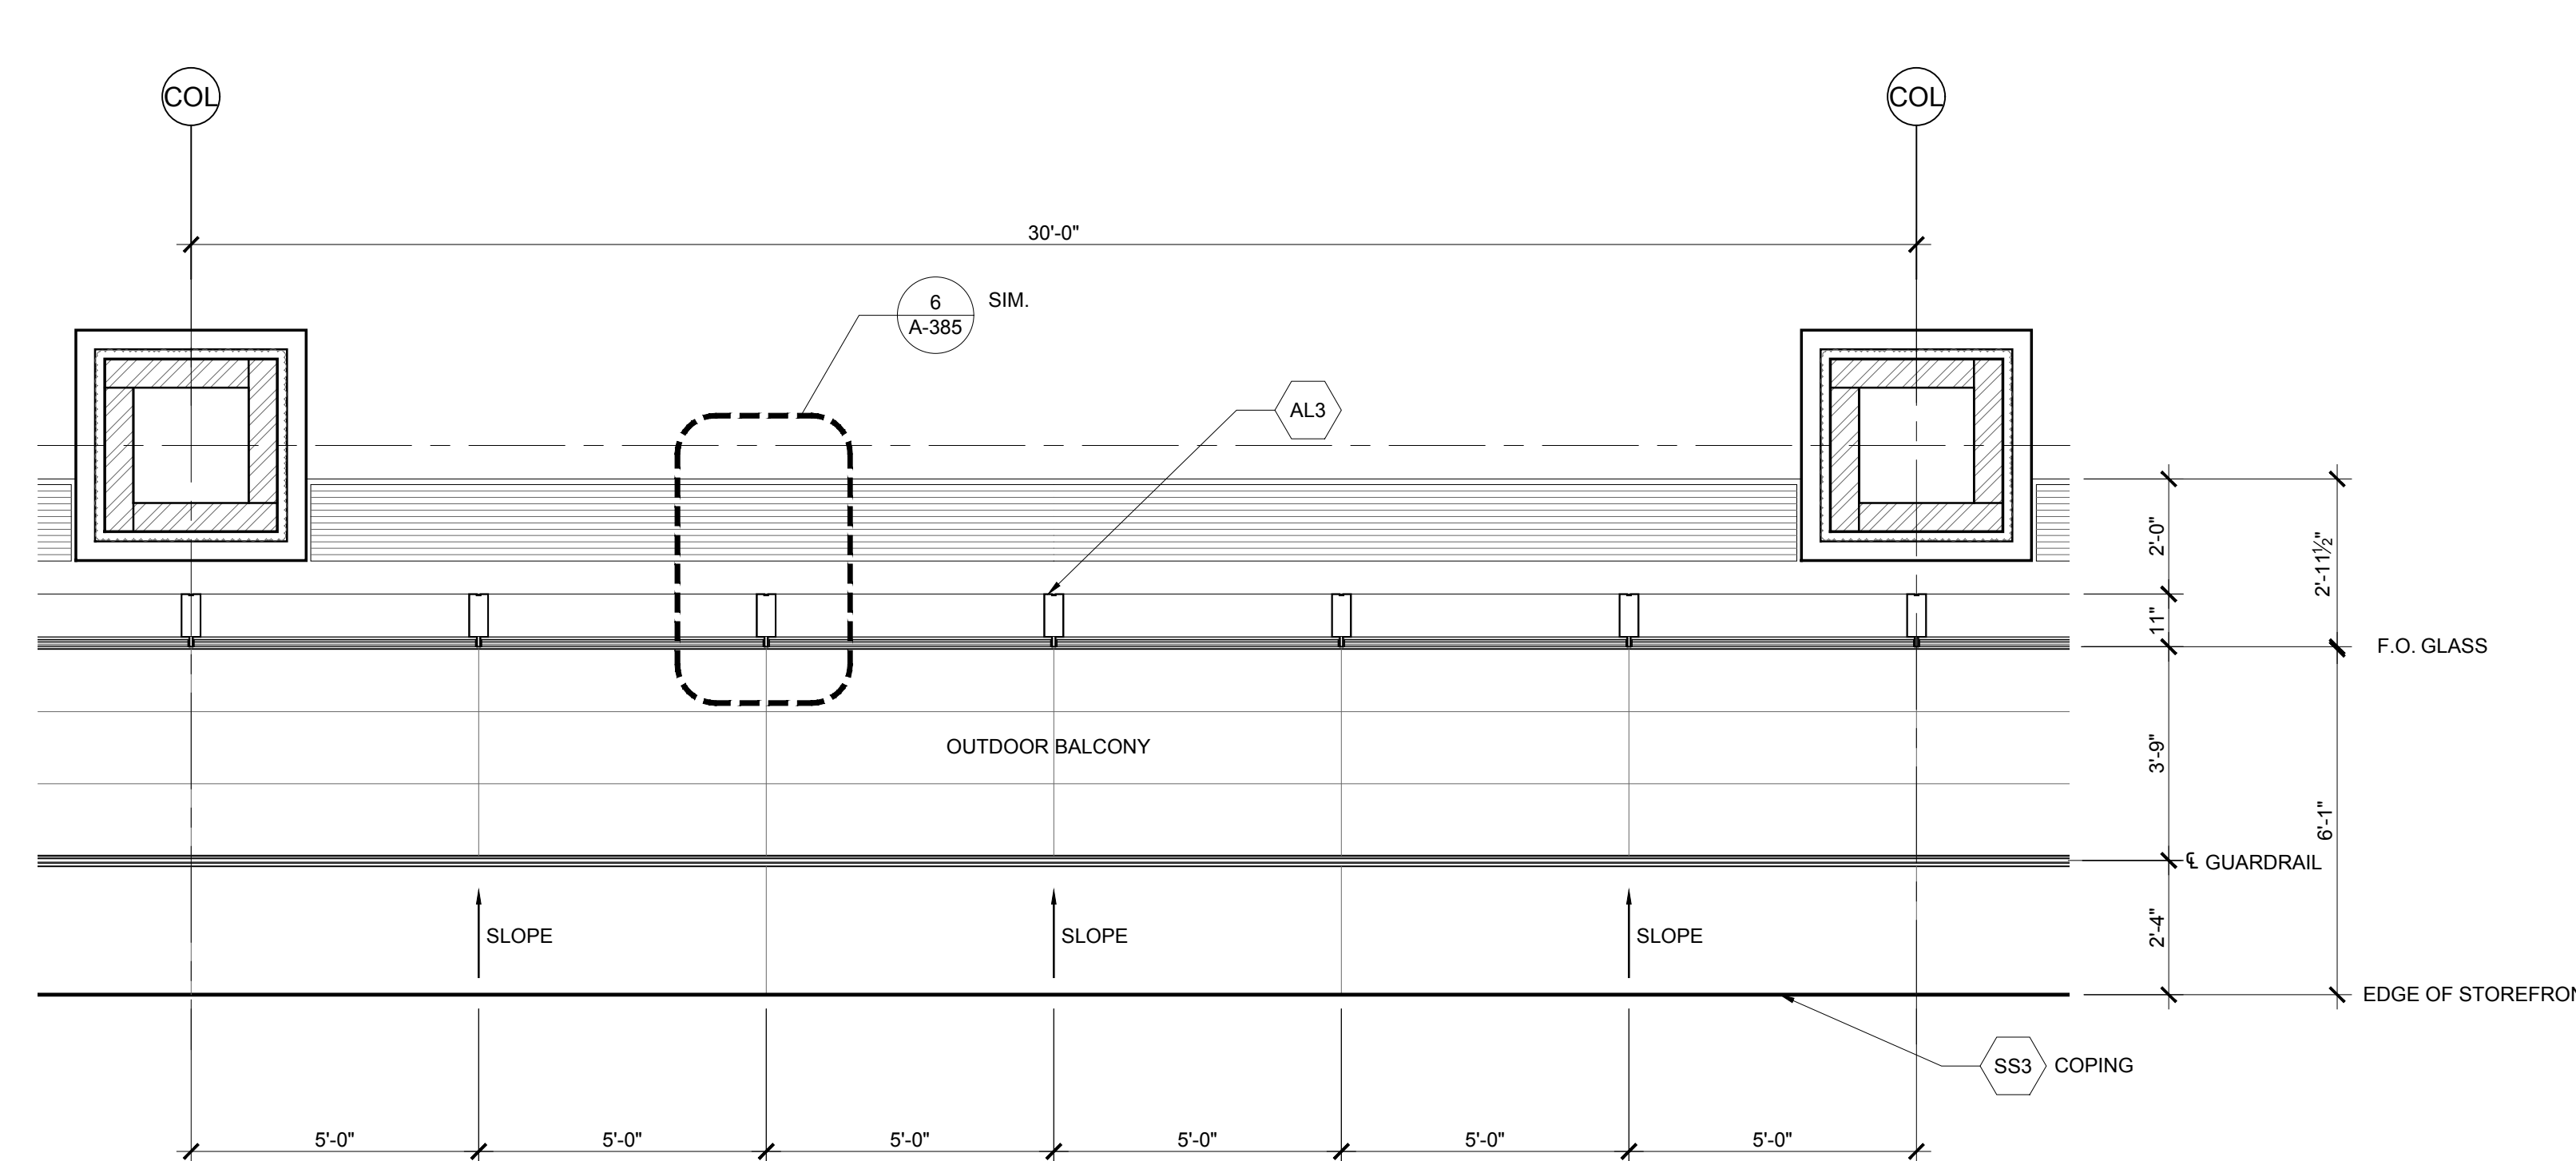 COL
COL
30'-0"
6
SIM.
A-385
AL3
2'-0"
2'-11½"
11"
F.O. GLASS
OUTDOOR BALCONY
3'-9"
6'-1"
℄ GUARDRAIL
SLOPE
SLOPE
SLOPE
2'-4"
EDGE OF STOREFRON
SS3
COPING
5'-0"
5'-0"
5'-0"
5'-0"
5'-0"
5'-0"